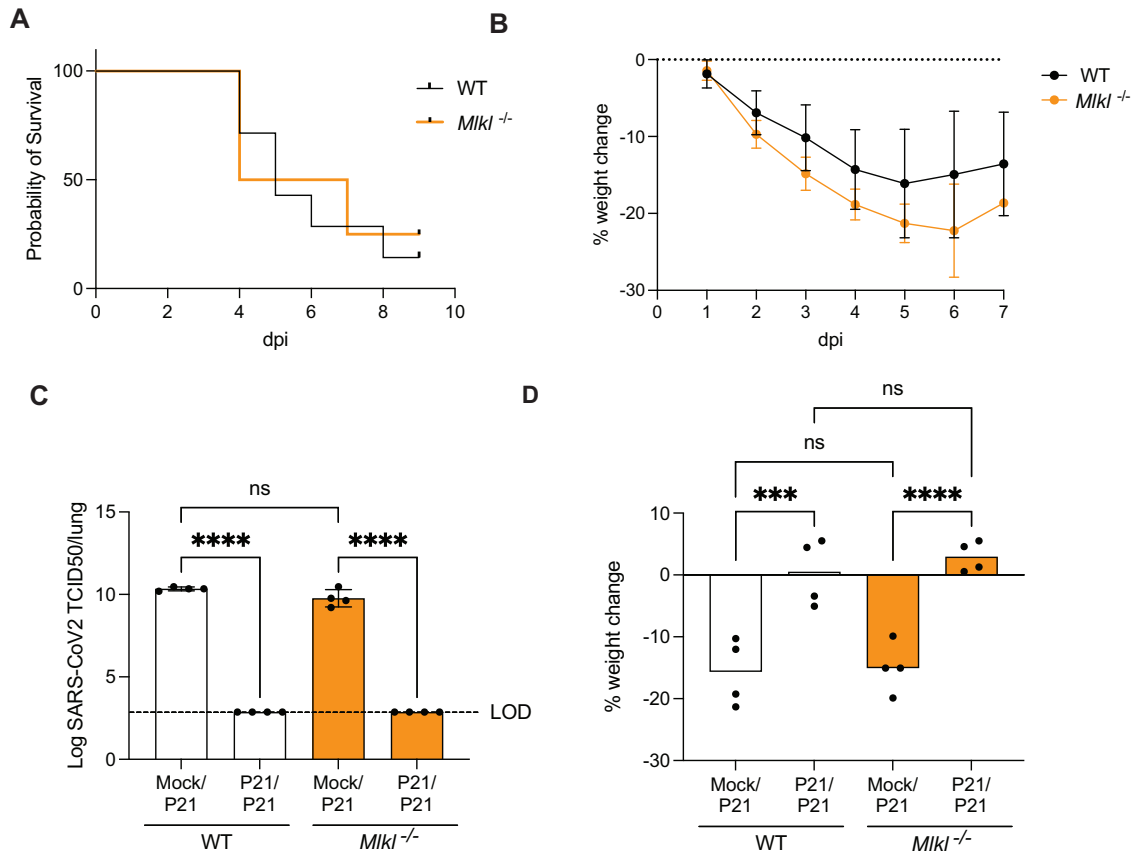 A
Probability of Survival
100
50
0
0 2 4 6 8 10
dpi
WT
Mlkl -/-
B
% weight change
0
-10
-20
-30
0 1 2 3 4 5 6 7
dpi
WT
Mlkl -/-
C
Log SARS-CoV2 TCID50/lung
15
10
5
0
ns
**** ****
LOD
Mock/ P21/ Mock/ P21/
P21 P21 P21 P21
WT Mlkl -/-
D
% weight change
10
0
-10
-20
-30
ns
ns
*** ****
Mock/ P21/ Mock/ P21/
P21 P21 P21 P21
WT Mlkl -/-